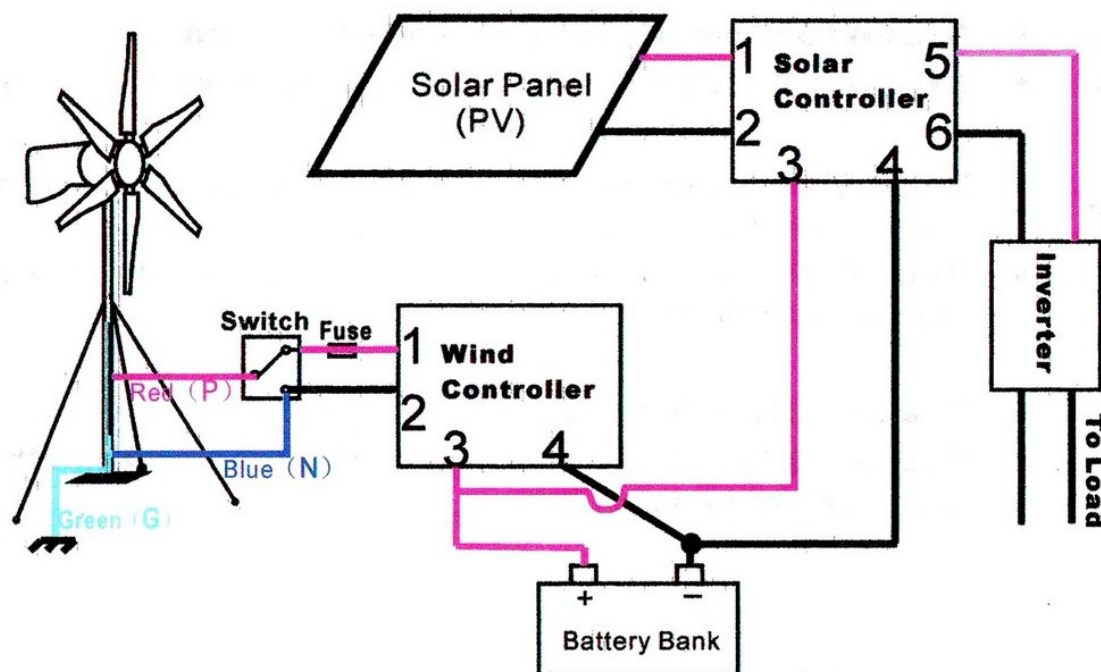 Solar Panel
(PV)
1
2
3
4
5
6
Solar
Controller
Inverter
To Load
Switch
Fuse
1
2
3
4
Wind
Controller
Red (P)
Blue (N)
Green (G)
+
−
Battery Bank